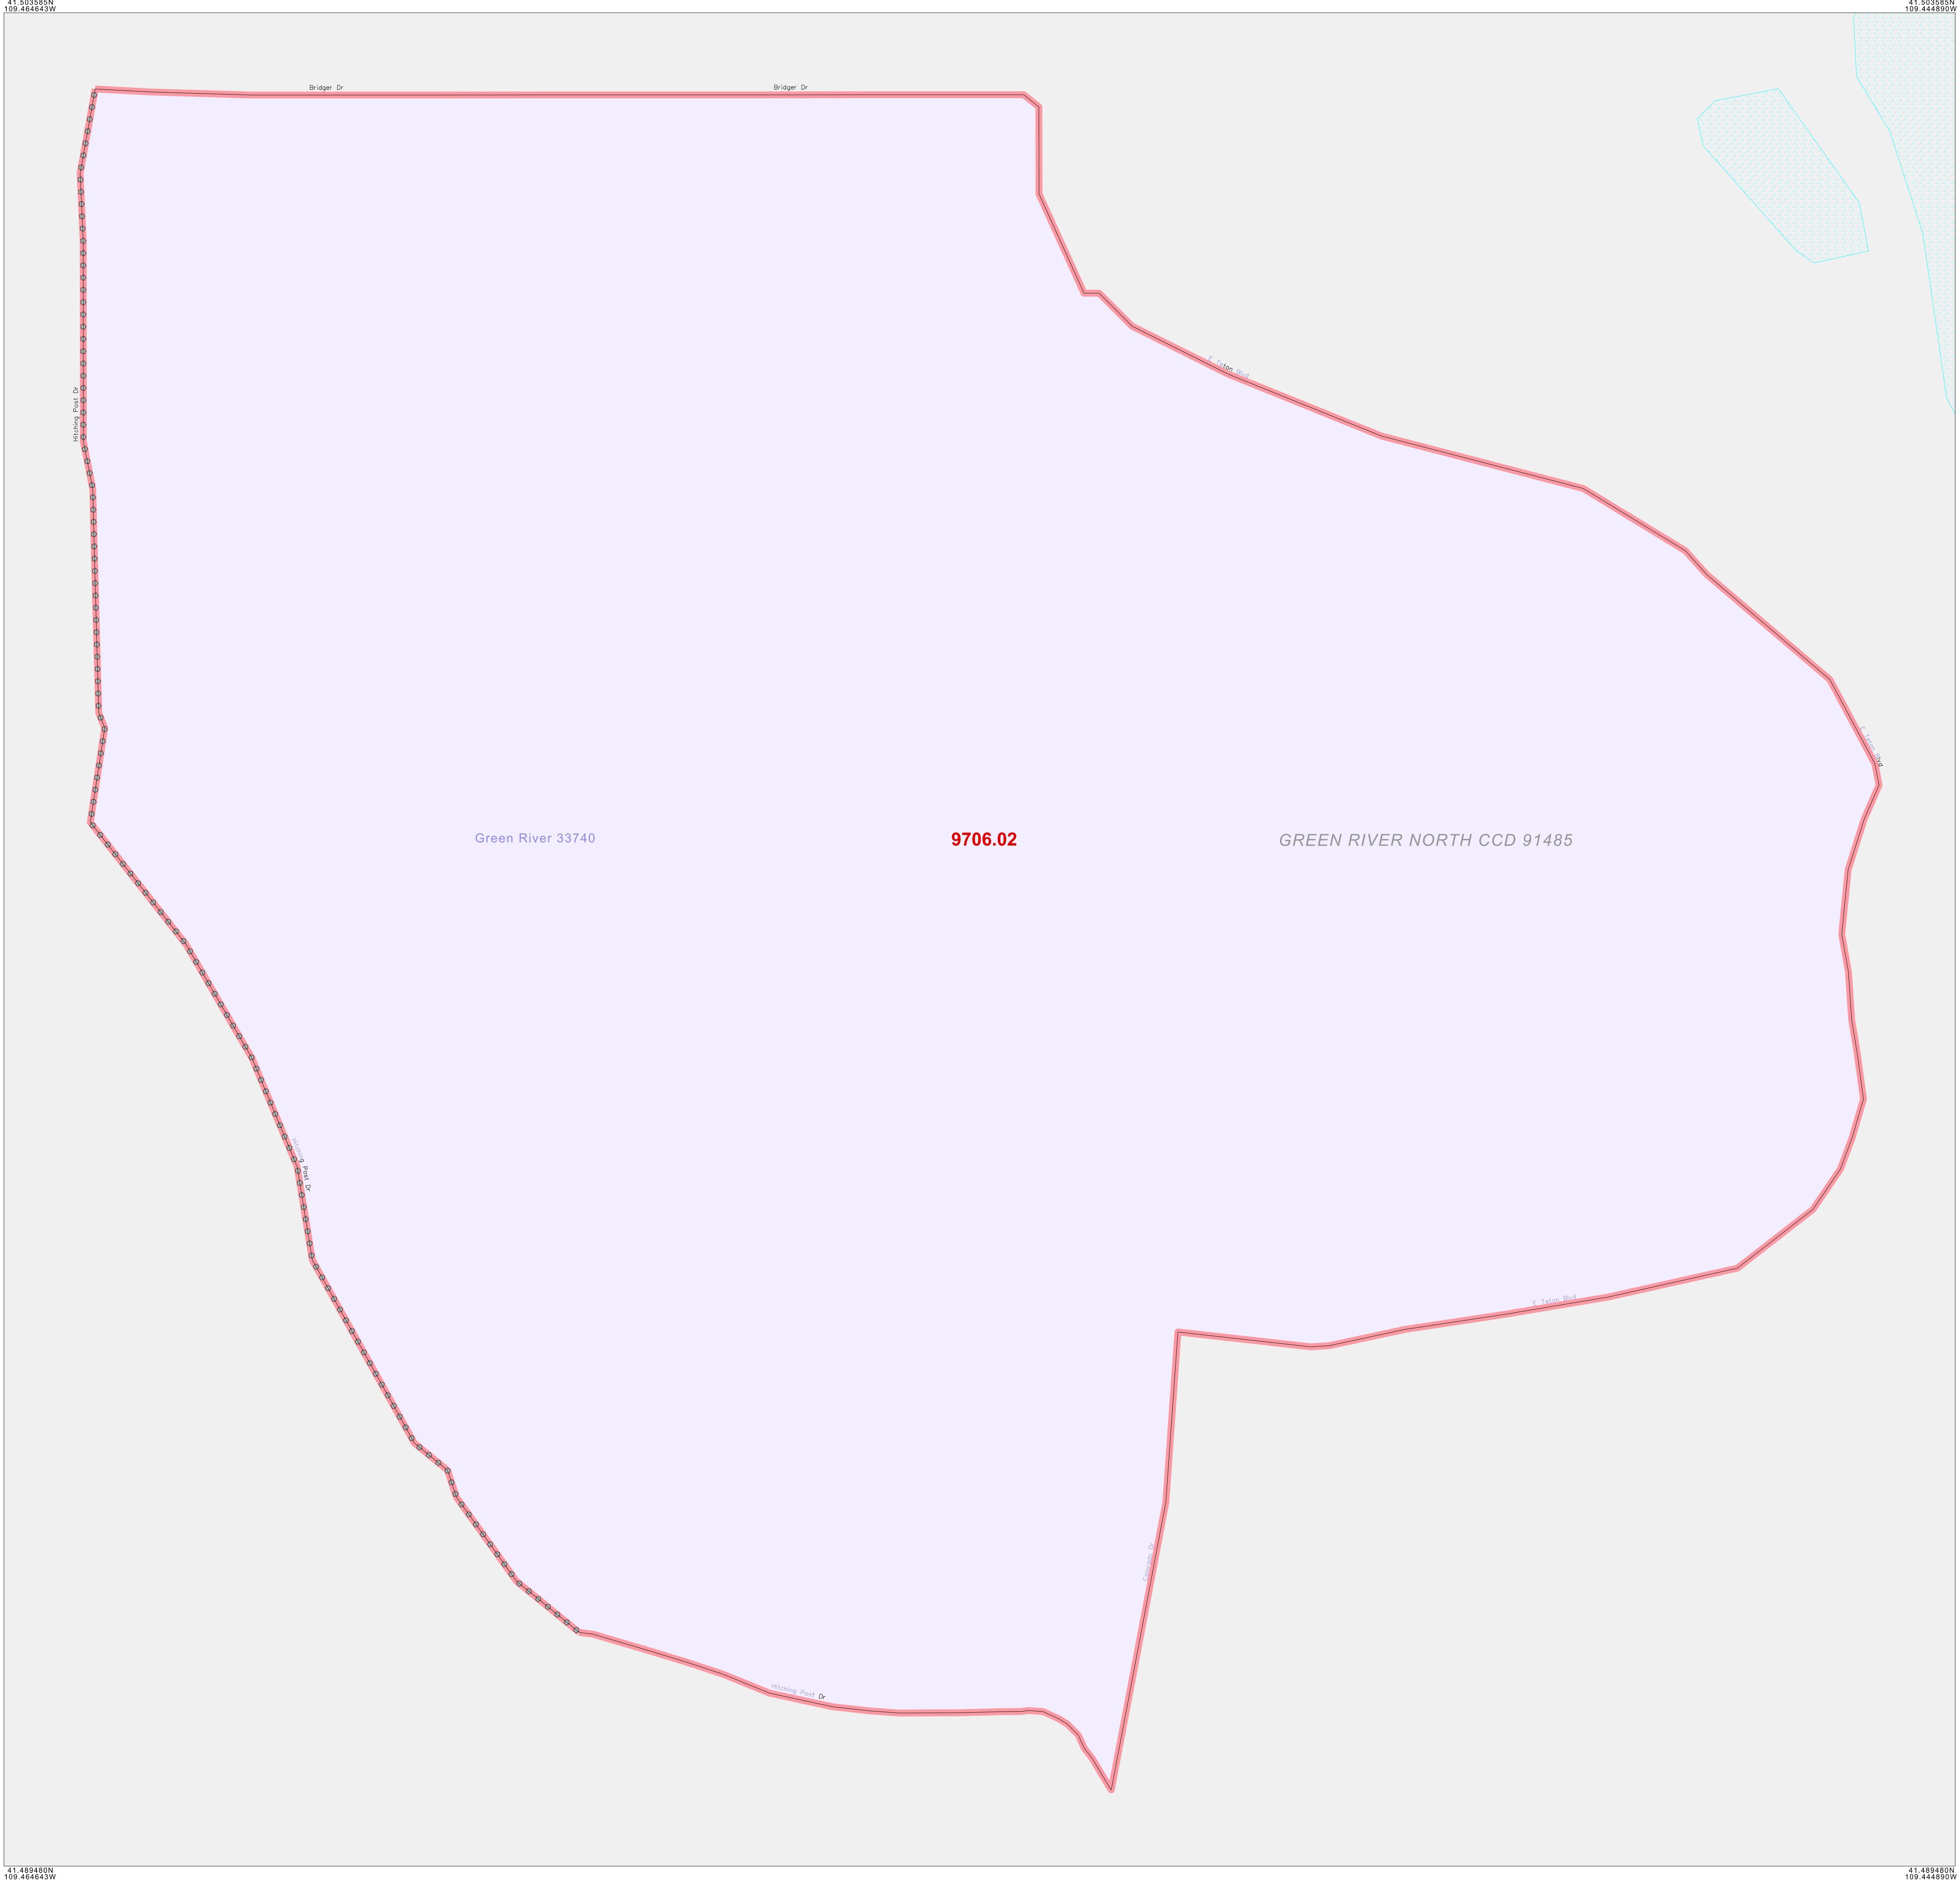 41.503585N
109.464643W
41.503585N
109.444890W
Bridger Dr
Bridger Dr
E Teton Blvd
Hitching Post Dr
E Teton Blvd
Green River 33740
9706.02
GREEN RIVER NORTH CCD 91485
Hitching Post Dr
E Teton Blvd
Colorado Dr
Hitching Post Dr
41.489480N
109.464643W
41.489480N
109.444890W